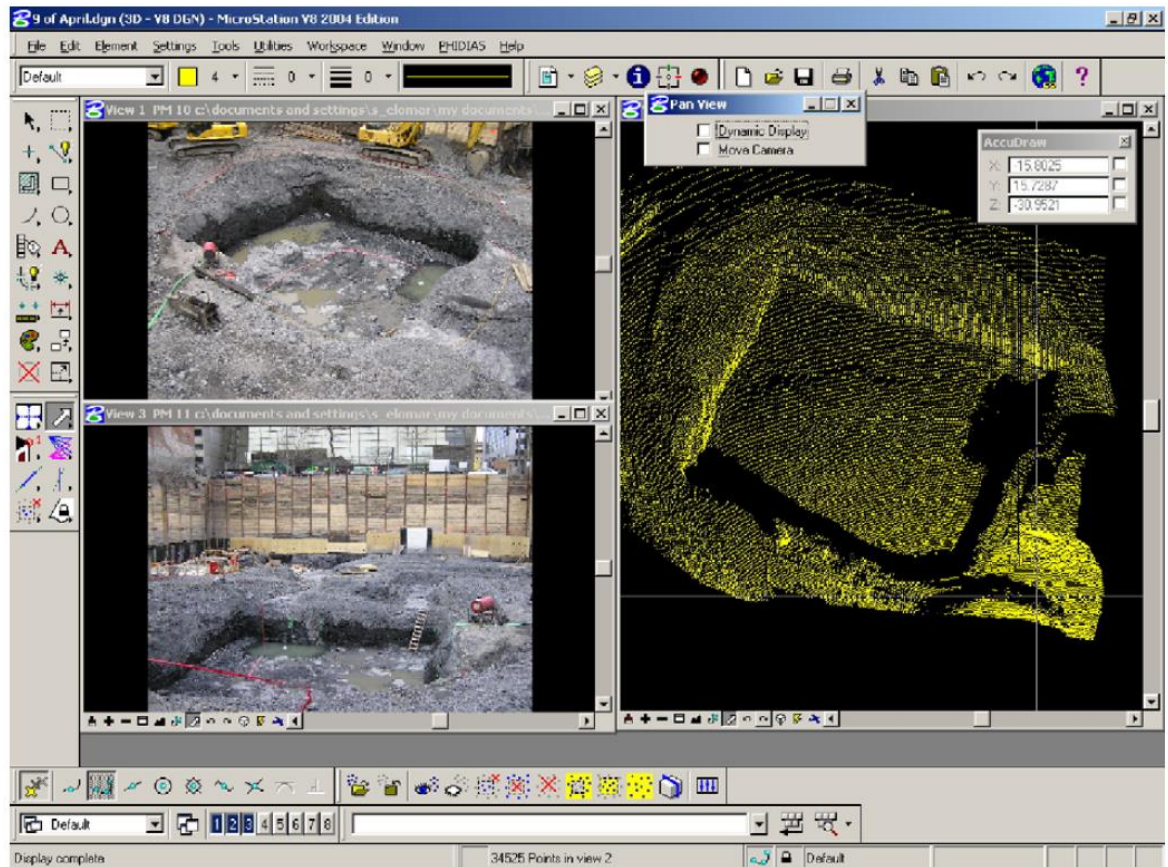 9 of April.dgn (3D - V8 DGN) - MicroStation V8 2004 Edition
File Edit Element Settings Tools Utilities Workspace Window PHIDIAS Help
Default 4 0 0
View 1 PM 10 c:\documents and settings\s_elomar\my documents\
Pan View
Dynamic Display
Move Camera
AccuDraw
X: -15.8025
Y: 15.7287
Z: -30.9521
View 3 PM 11 c:\documents and settings\s_elomar\my documents\...
Default 1 2 3 4 5 6 7 8
Display complete 34525 Points in view 2 Default